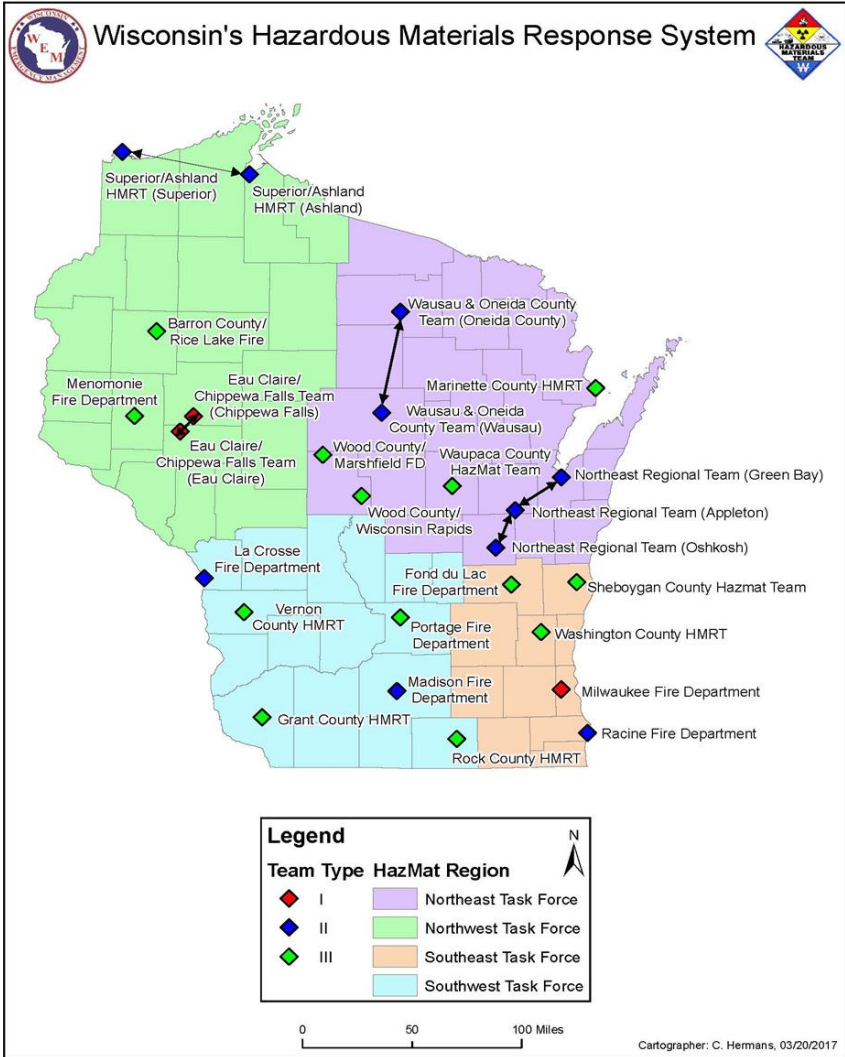 WISCONSIN
WEM
EMERGENCY MANAGEMENT
Wisconsin's Hazardous Materials Response System
HAZARDOUS
MATERIALS
TEAM
W
Superior/Ashland
HMRT (Superior)
Superior/Ashland
HMRT (Ashland)
Wausau & Oneida County
Team (Oneida County)
Barron County/
Rice Lake Fire
Marinette County HMRT
Menomonie
Fire Department
Eau Claire/
Chippewa Falls Team
(Chippewa Falls)
Wausau & Oneida
County Team (Wausau)
Eau Claire/
Chippewa Falls Team
(Eau Claire)
Wood County/
Marshfield FD
Waupaca County
HazMat Team
Northeast Regional Team (Green Bay)
Wood County/
Wisconsin Rapids
Northeast Regional Team (Appleton)
Northeast Regional Team (Oshkosh)
La Crosse
Fire Department
Fond du Lac
Fire Department
Sheboygan County Hazmat Team
Vernon
County HMRT
Portage Fire
Department
Washington County HMRT
Madison Fire
Department
Milwaukee Fire Department
Grant County HMRT
Racine Fire Department
Rock County HMRT
Legend
N
Team Type HazMat Region
I Northeast Task Force
II Northwest Task Force
III Southeast Task Force
Southwest Task Force
0 50 100 Miles
Cartographer: C. Hermans, 03/20/2017